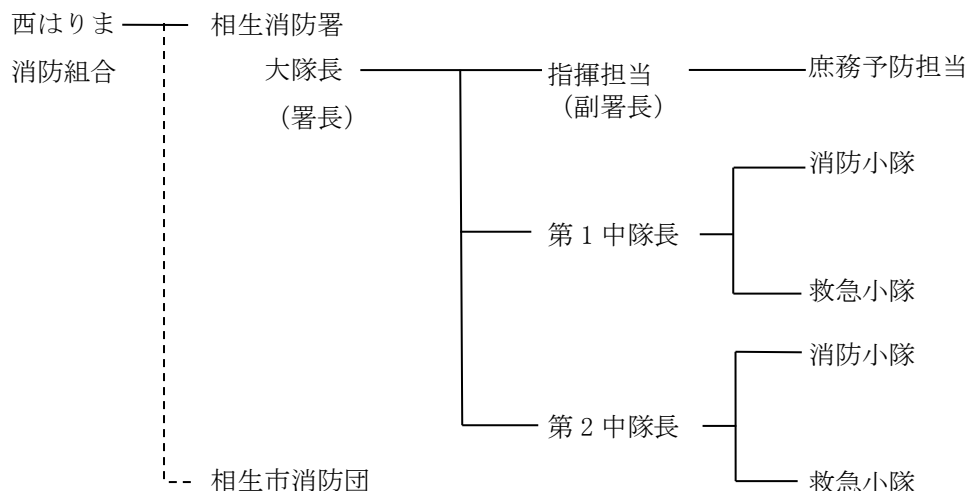 西はりま
消防組合
相生消防署
大隊長
（署長）
指揮担当
（副署長）
庶務予防担当
第1中隊長
消防小隊
救急小隊
第2中隊長
消防小隊
救急小隊
相生市消防団